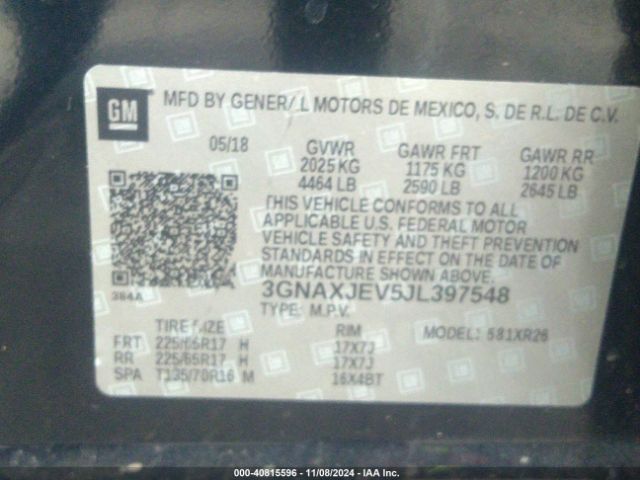 GM
MFD BY GENERAL MOTORS DE MEXICO, S. DE R.L. DE C.V.
05/18 GVWR GAWR FRT GAWR RR
2025 KG 1175 KG 1200 KG
4464 LB 2590 LB 2645 LB
THIS VEHICLE CONFORMS TO ALL
APPLICABLE U.S. FEDERAL MOTOR
VEHICLE SAFETY AND THEFT PREVENTION
STANDARDS IN EFFECT ON THE DATE OF
MANUFACTURE SHOWN ABOVE.
384A
3GNAXJEV5JL397548
TYPE: M.P.V.
TIRE SIZE RIM MODEL: 581XR26
FRT 225/65R17 H 17X7J
RR 225/65R17 H 17X7J
SPA T135/70R16 M 16X4BT
000-40815596 - 11/08/2024 - IAA Inc.